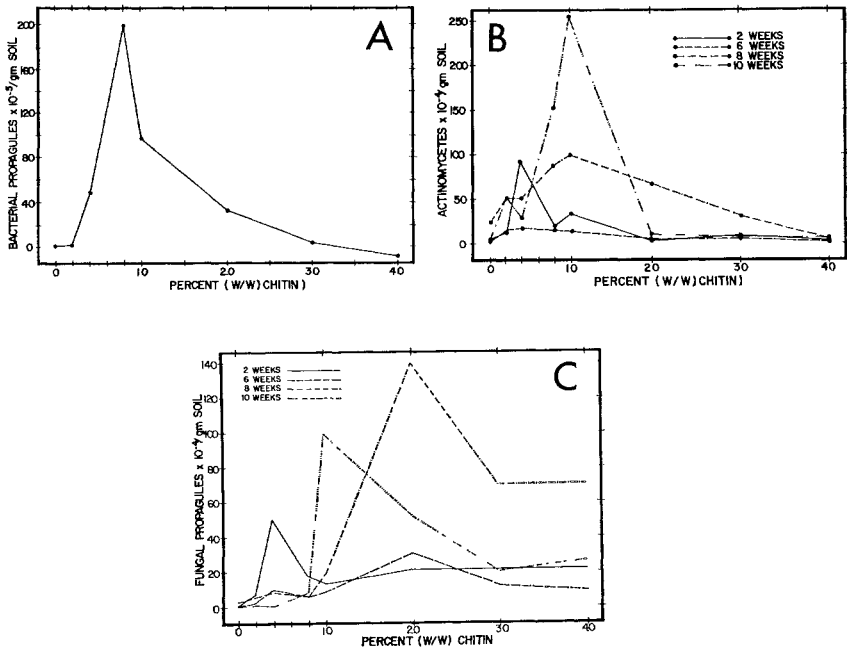 A
BACTERIAL PROPAGULES x 10⁻⁵/gm SOIL
200
160
120
80
40
0
0 10 20 30 40
PERCENT (W/W) CHITIN)
B
ACTINOMYCETES x 10⁻⁴/gm SOIL
250
200
150
100
50
0
2 WEEKS
6 WEEKS
8 WEEKS
10 WEEKS
0 10 20 30 40
PERCENT (W/W) CHITIN)
C
FUNGAL PROPAGULES x 10⁻⁴/gm SOIL
140
120
100
80
60
40
20
0
2 WEEKS
6 WEEKS
8 WEEKS
10 WEEKS
0 10 20 30 40
PERCENT (W/W) CHITIN